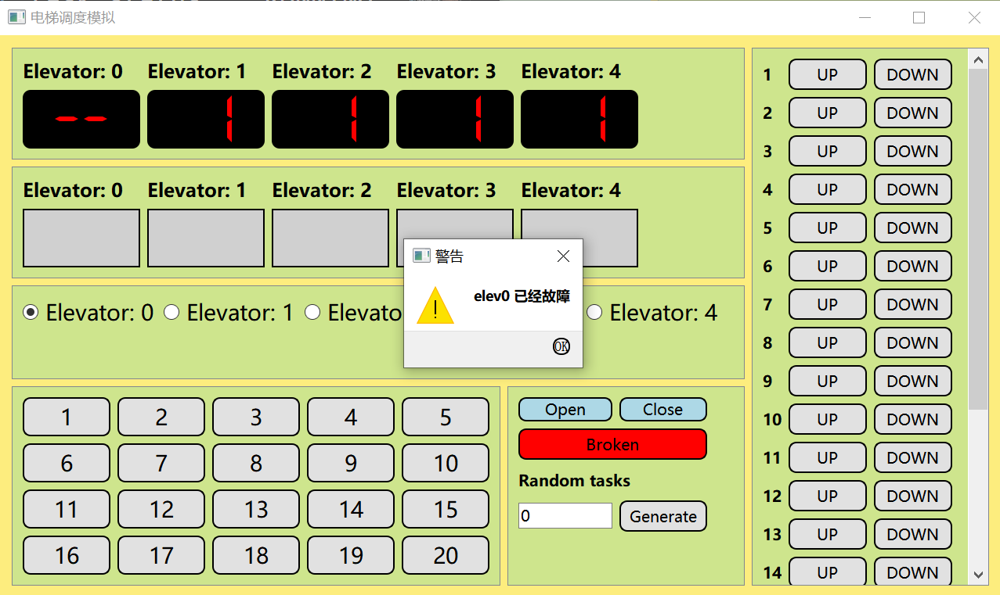 电梯调度模拟
Elevator: 0 Elevator: 1 Elevator: 2 Elevator: 3 Elevator: 4
-- 1 1 1 1
Elevator: 0 Elevator: 1 Elevator: 2 Elevator: 3 Elevator: 4
警告
elev0 已经故障
OK
Elevator: 0 Elevator: 1 Elevato Elevator: 4
1 2 3 4 5
6 7 8 9 10
11 12 13 14 15
16 17 18 19 20
Open Close
Broken
Random tasks
0 Generate
1 UP DOWN
2 UP DOWN
3 UP DOWN
4 UP DOWN
5 UP DOWN
6 UP DOWN
7 UP DOWN
8 UP DOWN
9 UP DOWN
10 UP DOWN
11 UP DOWN
12 UP DOWN
13 UP DOWN
14 UP DOWN